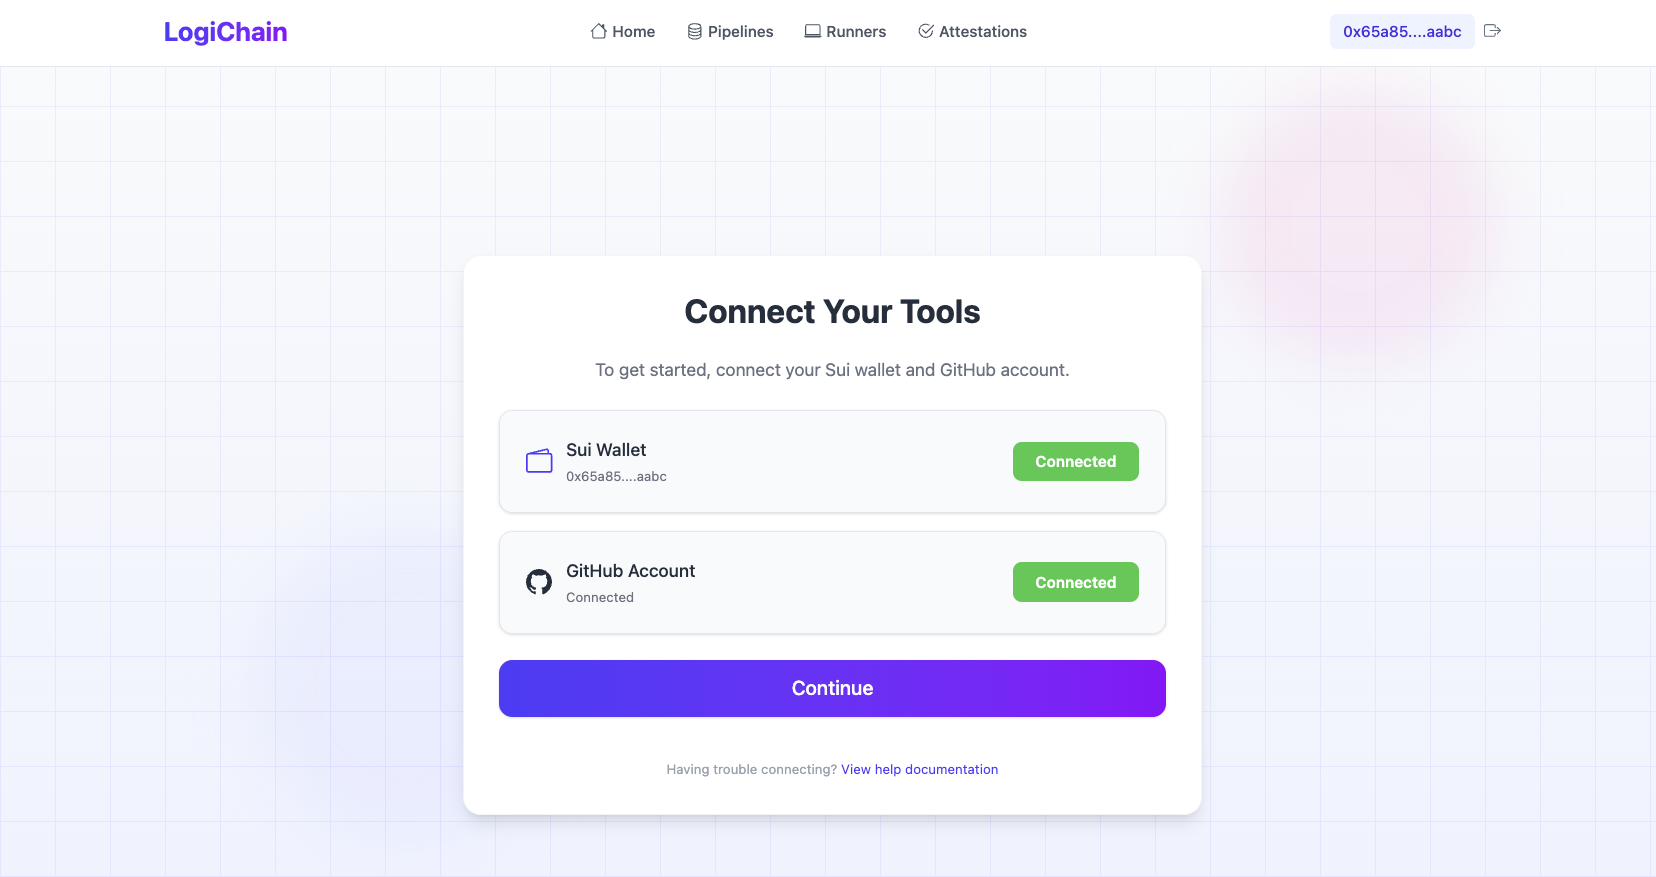 LogiChain
Home
Pipelines
Runners
Attestations
0x65a85....aabc
Connect Your Tools
To get started, connect your Sui wallet and GitHub account.
Sui Wallet
0x65a85....aabc
Connected
GitHub Account
Connected
Connected
Continue
Having trouble connecting? View help documentation